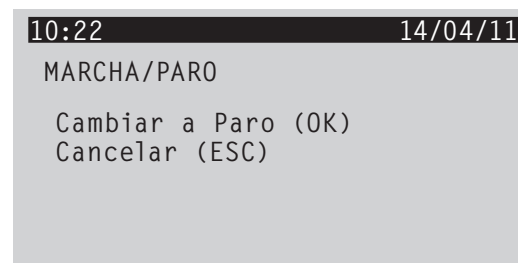 10:22 14/04/11
MARCHA/PARO
Cambiar a Paro (OK)
Cancelar (ESC)